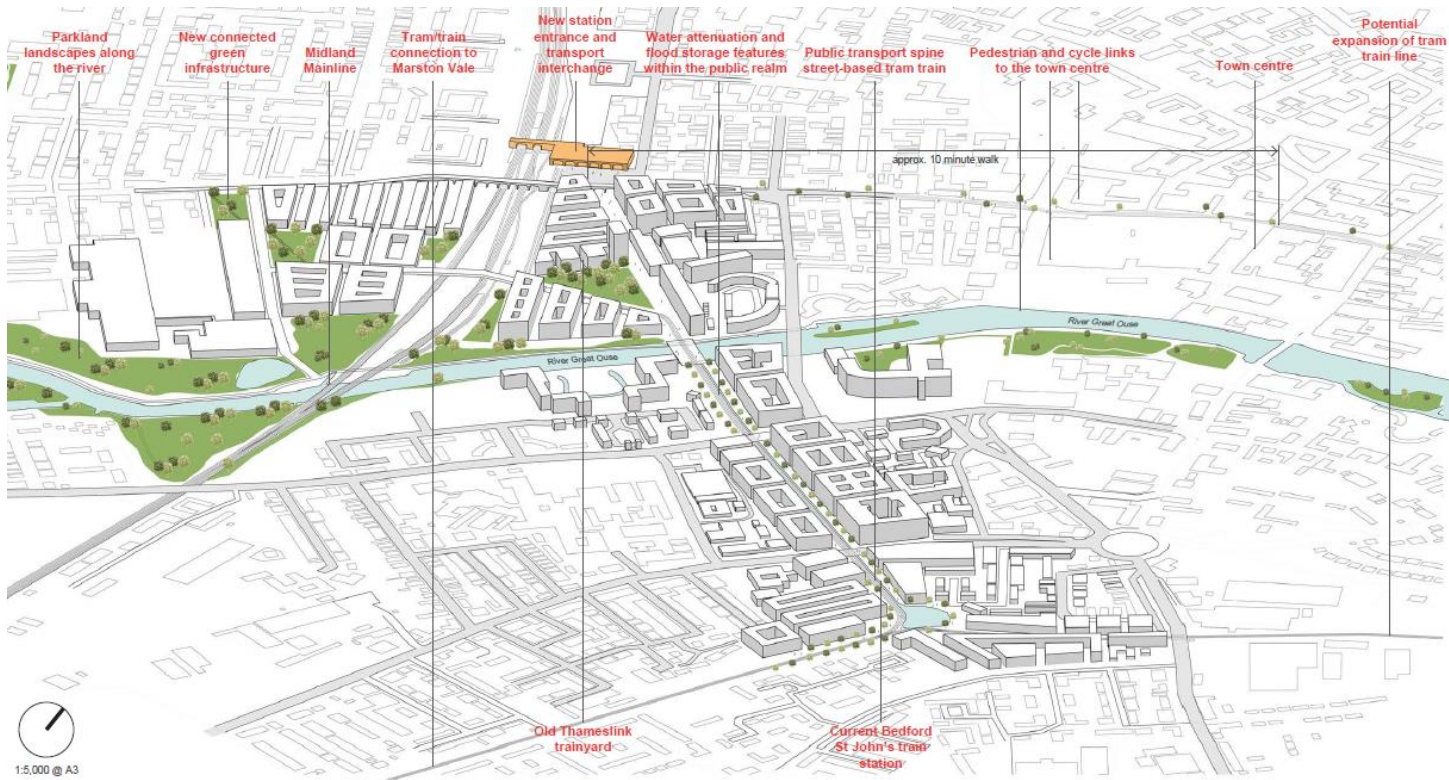 Parkland
landscapes along
the river
New connected
green
infrastructure
Midland
Mainline
Tram/train
connection to
Marston Vale
New station
entrance and
transport
interchange
Water attenuation and
flood storage features
within the public realm
Public transport spine
street-based tram train
Pedestrian and cycle links
to the town centre
Town centre
Potential
expansion of tram
train line
approx. 10 minute walk
River Great Ouse
River Great Ouse
Old Thameslink
trainyard
Current Bedford
St John's train
station
1:5,000 @ A3